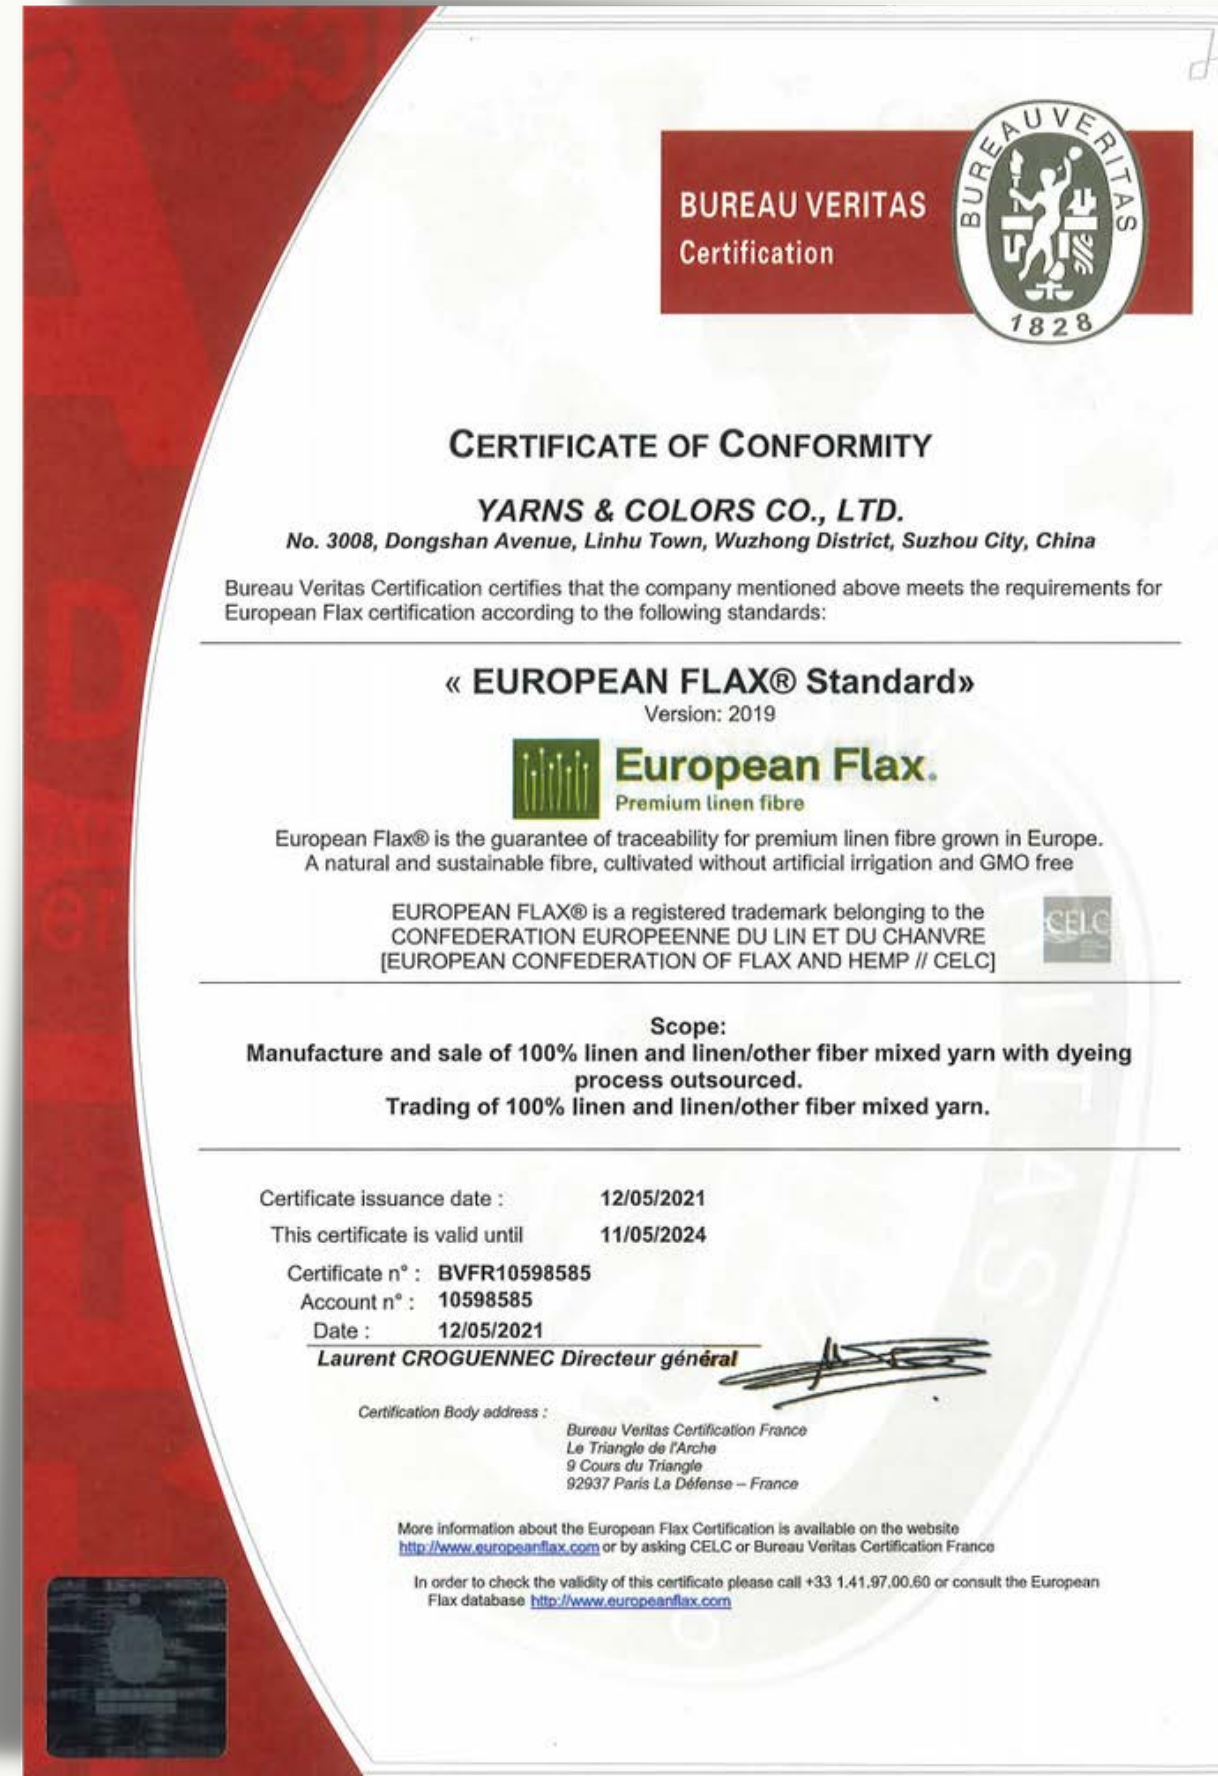 BUREAU VERITAS
Certification
BUREAU VERITAS
1828
CERTIFICATE OF CONFORMITY
YARNS & COLORS CO., LTD.
No. 3008, Dongshan Avenue, Linhu Town, Wuzhong District, Suzhou City, China
Bureau Veritas Certification certifies that the company mentioned above meets the requirements for
European Flax certification according to the following standards:
« EUROPEAN FLAX® Standard»
Version: 2019
European Flax.
Premium linen fibre
European Flax® is the guarantee of traceability for premium linen fibre grown in Europe.
A natural and sustainable fibre, cultivated without artificial irrigation and GMO free
EUROPEAN FLAX® is a registered trademark belonging to the
CONFEDERATION EUROPEENNE DU LIN ET DU CHANVRE
[EUROPEAN CONFEDERATION OF FLAX AND HEMP // CELC]
CELC
Scope:
Manufacture and sale of 100% linen and linen/other fiber mixed yarn with dyeing
process outsourced.
Trading of 100% linen and linen/other fiber mixed yarn.
Certificate issuance date : 12/05/2021
This certificate is valid until 11/05/2024
Certificate n° : BVFR10598585
Account n° : 10598585
Date : 12/05/2021
Laurent CROGUENNEC Directeur général
Certification Body address :
Bureau Veritas Certification France
Le Triangle de l'Arche
9 Cours du Triangle
92937 Paris La Défense – France
More information about the European Flax Certification is available on the website
http://www.europeanflax.com or by asking CELC or Bureau Veritas Certification France
In order to check the validity of this certificate please call +33 1.41.97.00.60 or consult the European
Flax database http://www.europeanflax.com